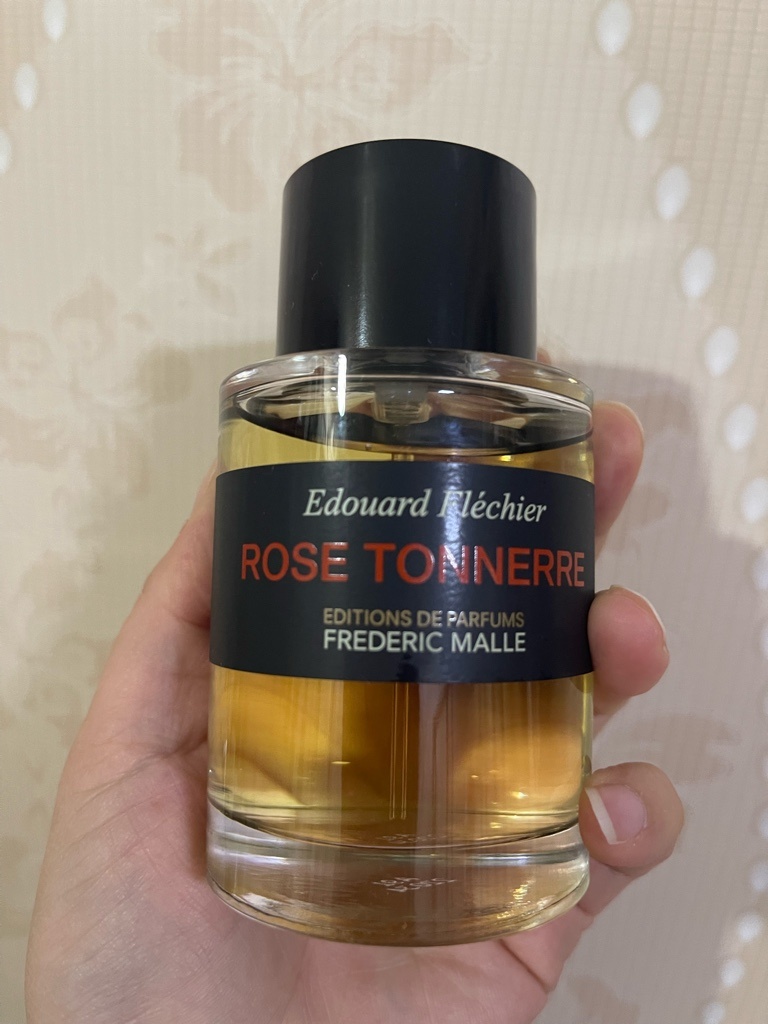 Edouard Fléchier
ROSE TONNERRE
EDITIONS DE PARFUMS
FREDERIC MALLE